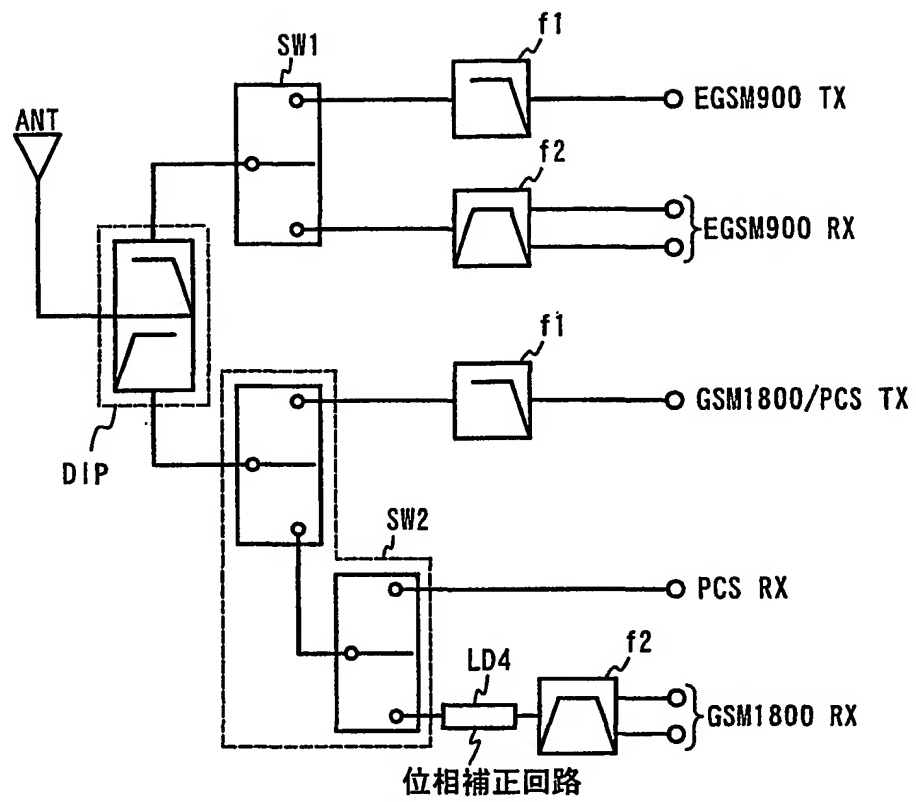 f1
SW1
EGSM900 TX
ANT
f2
EGSM900 RX
f1
GSM1800/PCS TX
DIP
SW2
PCS RX
f2
LD4
GSM1800 RX
位相補正回路